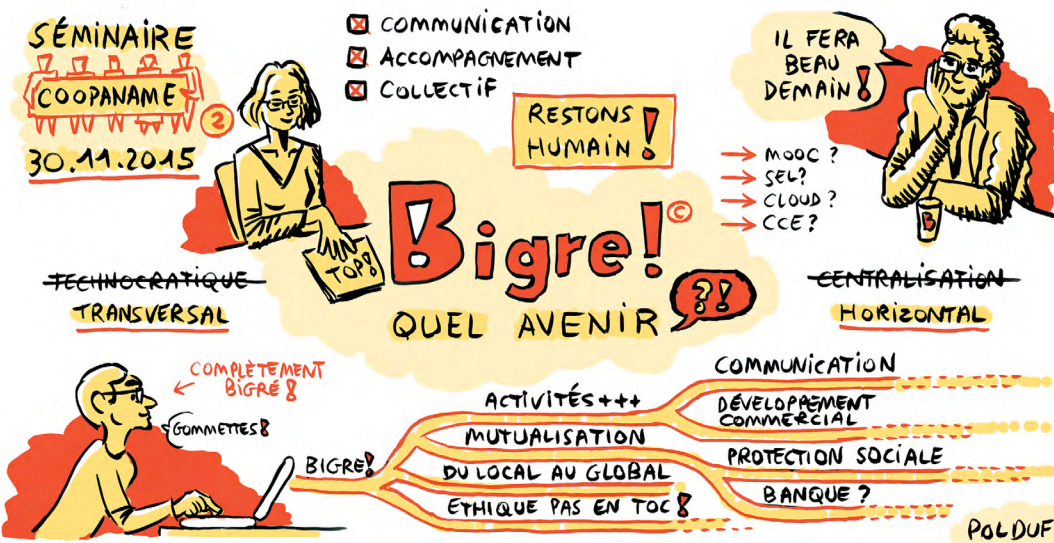 SÉMINAIRE
COOPANAME
2
30.11.2015
COMMUNICATION
ACCOMPAGNEMENT
COLLECTIF
RESTONS
HUMAIN !
IL FERA
BEAU
DEMAIN !
MOOC ?
SEL ?
CLOUD ?
CCE ?
B
TOP !
Bigre ! ©
QUEL AVENIR ?!
TECHNOCRATIQUE
TRANSVERSAL
CENTRALISATION
HORIZONTAL
COMPLÈTEMENT
BIGRÉ !
GOMMETTES !
BIGRE !
ACTIVITÉS +++
MUTUALISATION
DU LOCAL AU GLOBAL
ETHIQUE PAS EN TOC !
COMMUNICATION
DÉVELOPPEMENT
COMMERCIAL
PROTECTION SOCIALE
BANQUE ?
POL DUF